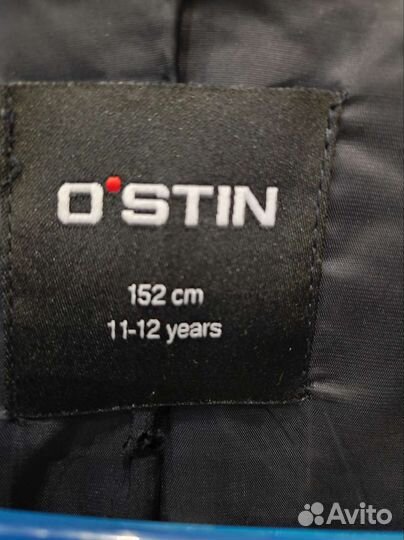 O'STIN
152 cm
11-12 years
Avito